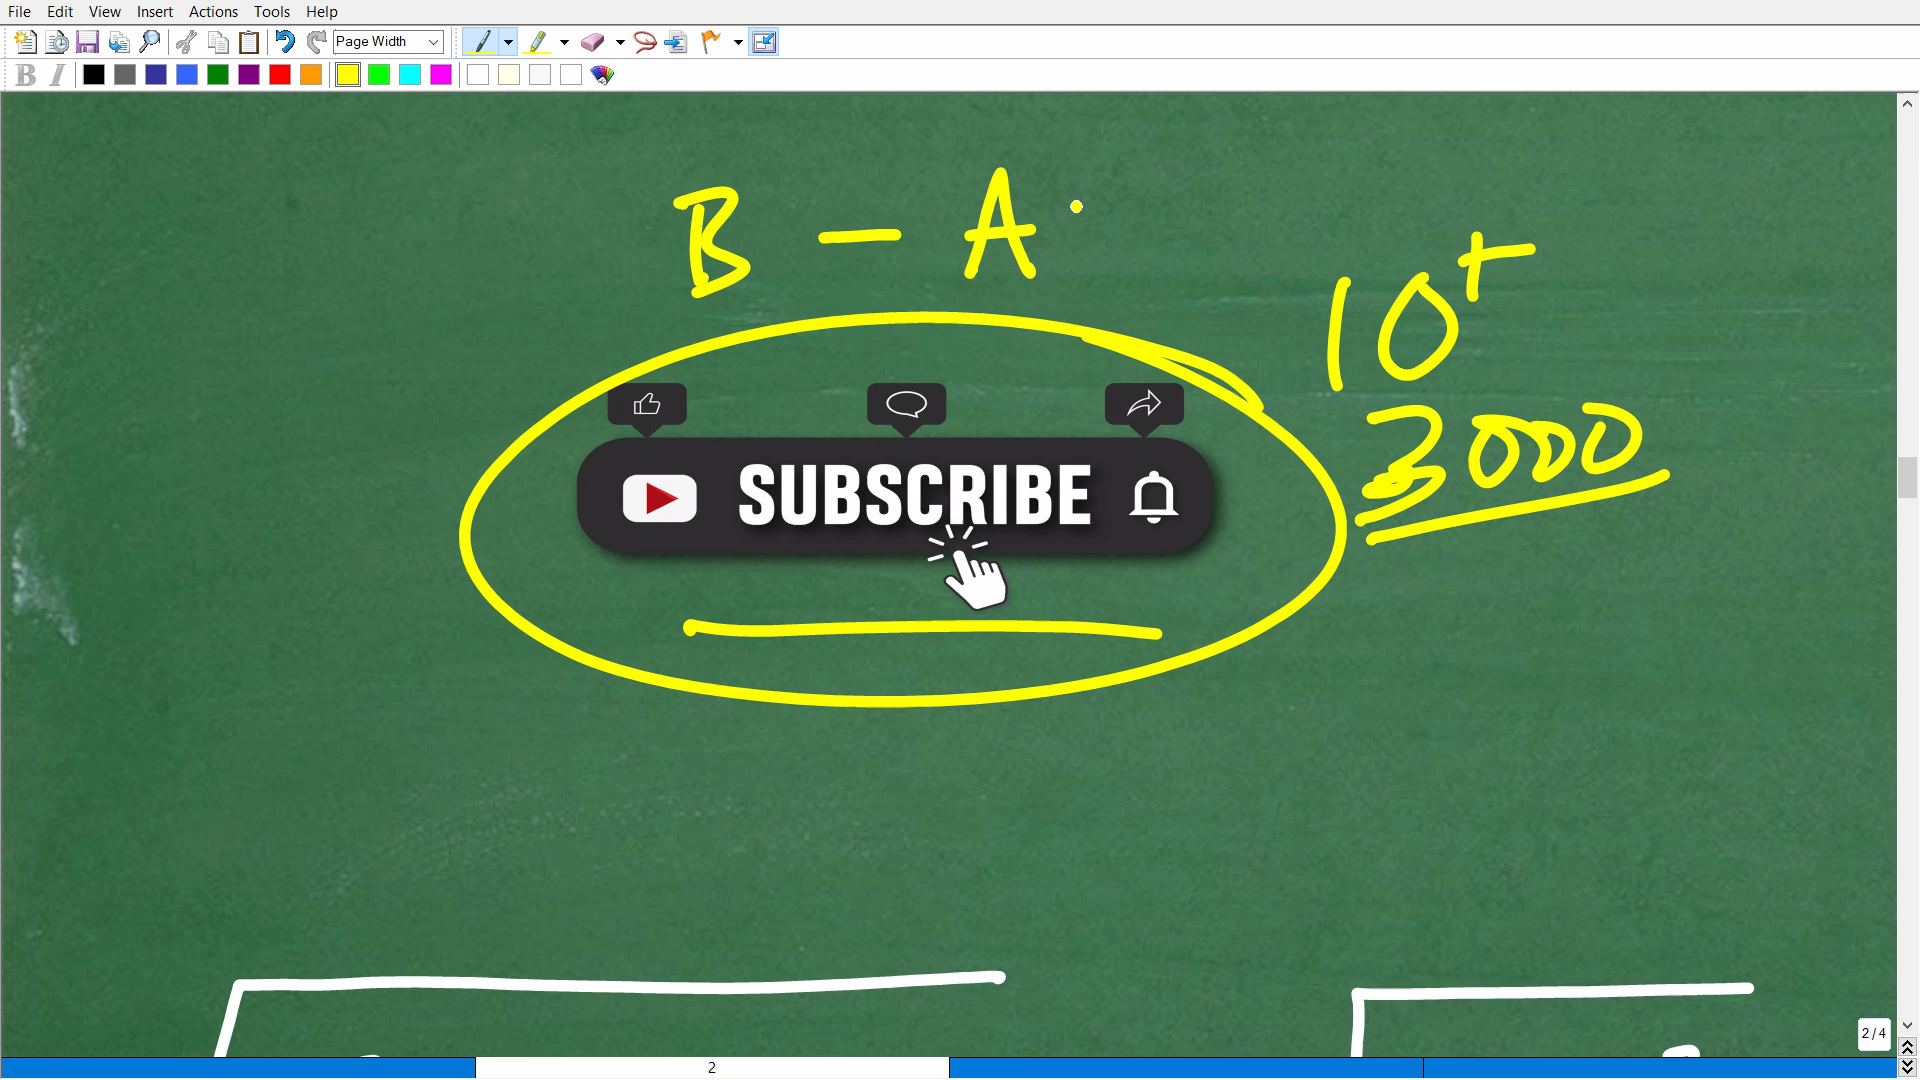 File Edit View Insert Actions Tools Help
Page Width
B I
B - A
10+
3000
SUBSCRIBE
2 / 4
2